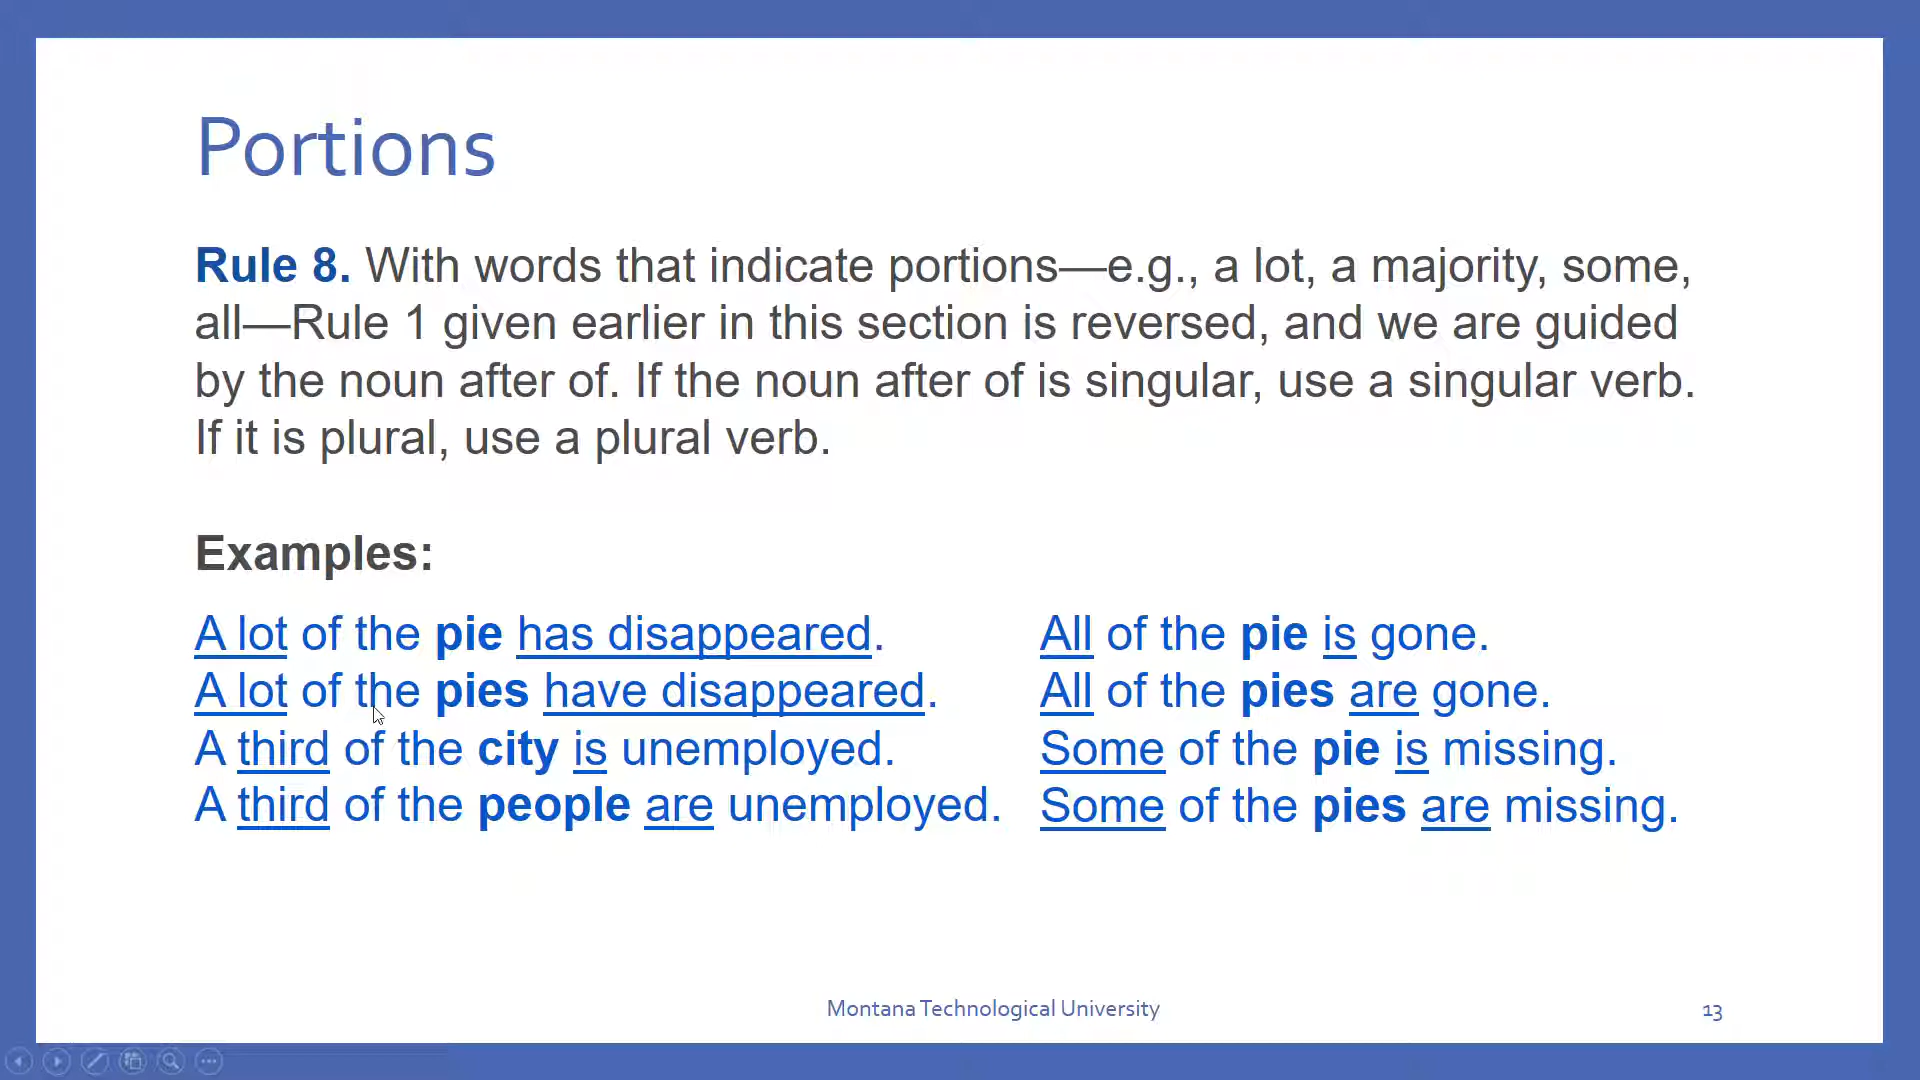 Portions
Rule 8. With words that indicate portions—e.g., a lot, a majority, some,
all—Rule 1 given earlier in this section is reversed, and we are guided
by the noun after of. If the noun after of is singular, use a singular verb.
If it is plural, use a plural verb.
Examples:
A lot of the pie has disappeared.
A lot of the pies have disappeared.
A third of the city is unemployed.
A third of the people are unemployed.
All of the pie is gone.
All of the pies are gone.
Some of the pie is missing.
Some of the pies are missing.
Montana Technological University
13